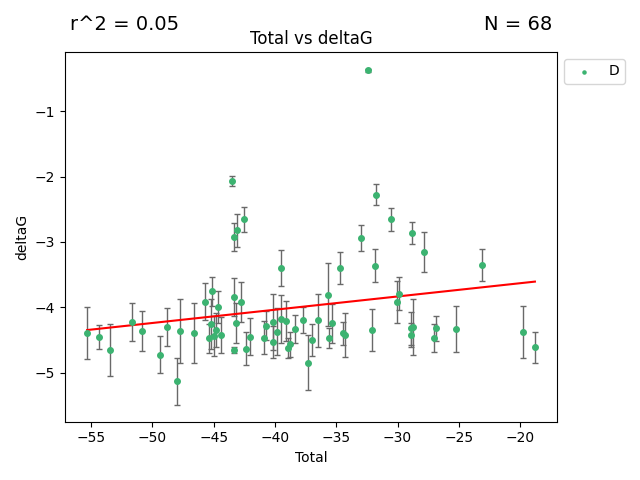 r^2 = 0.05
N = 68
Total vs deltaG
D
deltaG
−1
−2
−3
−4
−5
−55 −50 −45 −40 −35 −30 −25 −20
Total